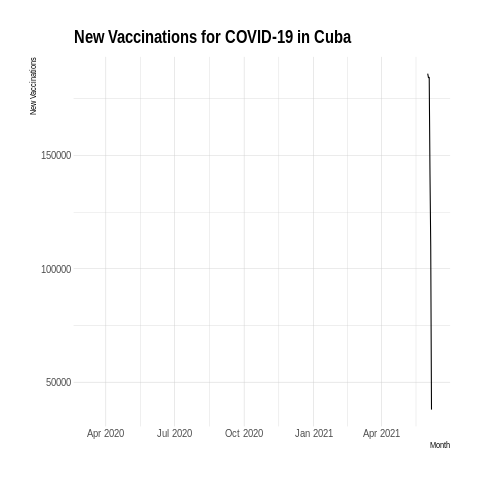 New Vaccinations for COVID-19 in Cuba
New Vaccinations
150000
100000
50000
Apr 2020 Jul 2020 Oct 2020 Jan 2021 Apr 2021
Month